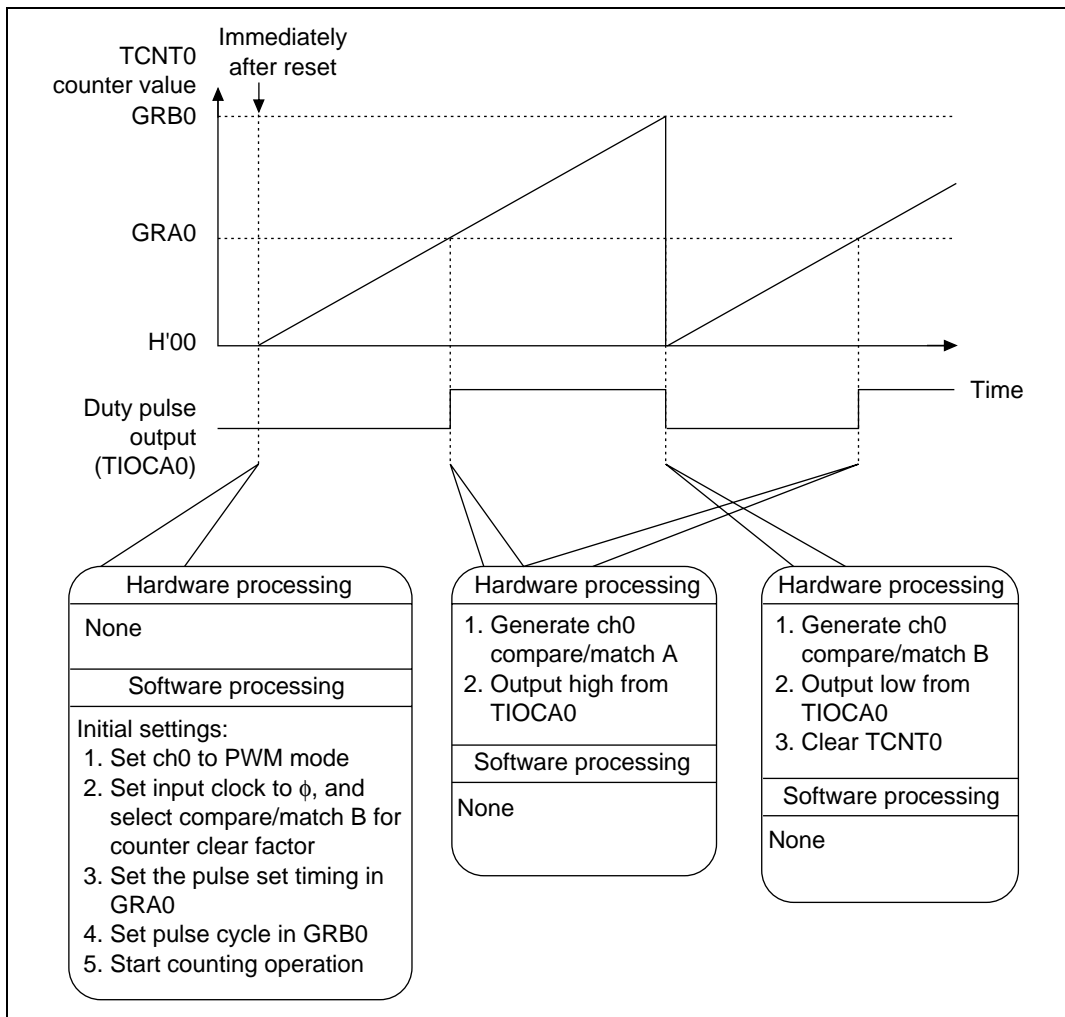 Immediately
after reset
TCNT0
counter value
GRB0
GRA0
H'00
Time
Duty pulse
output
(TIOCA0)
Hardware processing
None
Software processing
Initial settings:
1. Set ch0 to PWM mode
2. Set input clock to ϕ, and
select compare/match B for
counter clear factor
3. Set the pulse set timing in
GRA0
4. Set pulse cycle in GRB0
5. Start counting operation
Hardware processing
1. Generate ch0
compare/match A
2. Output high from
TIOCA0
Software processing
None
Hardware processing
1. Generate ch0
compare/match B
2. Output low from
TIOCA0
3. Clear TCNT0
Software processing
None